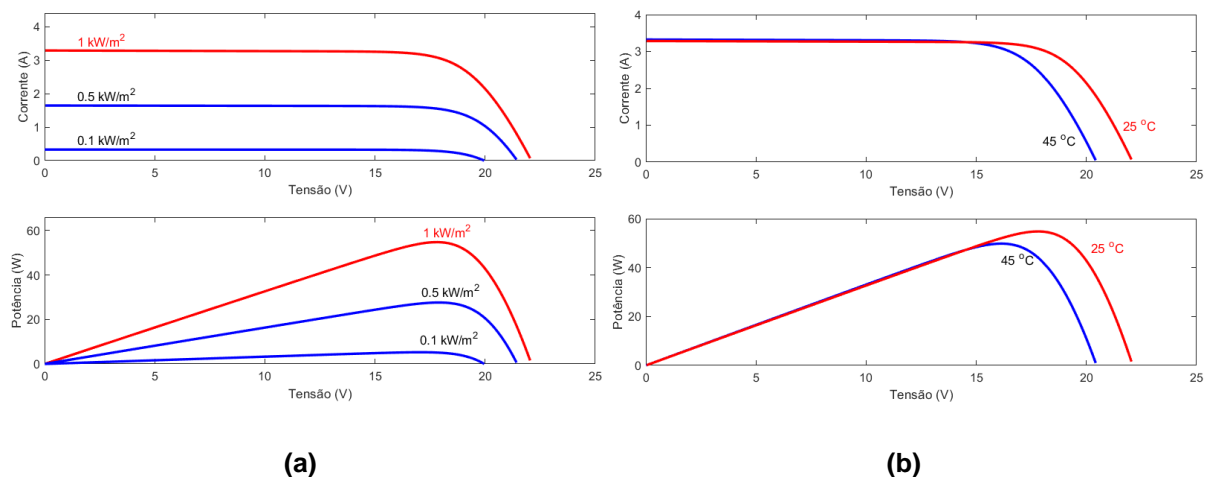 4
3
2
1
0
Corrente (A)
1 kW/m²
0.5 kW/m²
0.1 kW/m²
0 5 10 15 20 25
Tensão (V)
60
40
20
0
Potência (W)
1 kW/m²
0.5 kW/m²
0.1 kW/m²
0 5 10 15 20 25
Tensão (V)
(a)
4
3
2
1
0
Corrente (A)
45 °C
25 °C
0 5 10 15 20 25
Tensão (V)
60
40
20
0
Potência (W)
45 °C
25 °C
0 5 10 15 20 25
Tensão (V)
(b)